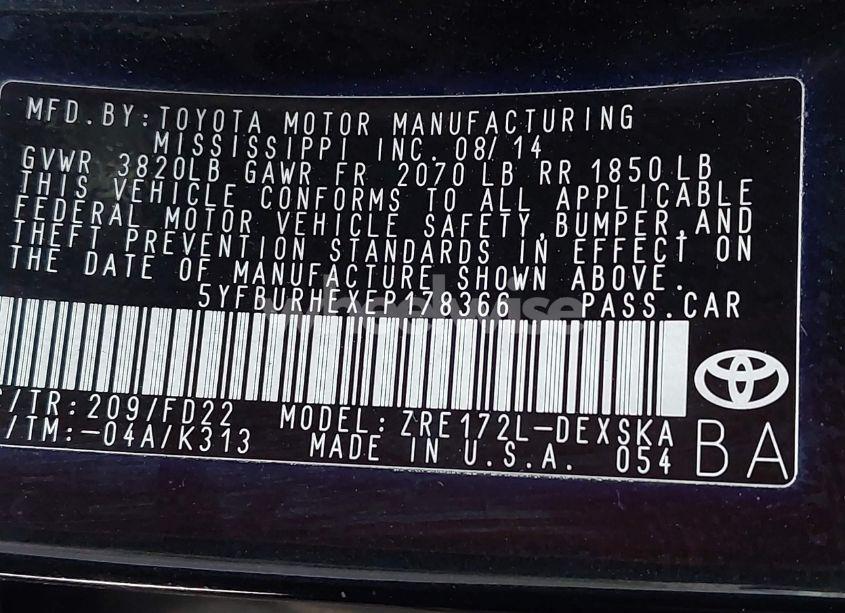 MFD. BY: TOYOTA MOTOR MANUFACTURING
MISSISSIPPI INC. 08/14
GVWR 3820LB GAWR FR 2070 LB RR 1850 LB
THIS VEHICLE CONFORMS TO ALL APPLICABLE
FEDERAL MOTOR VEHICLE SAFETY, BUMPER, AND
THEFT PREVENTION STANDARDS IN EFFECT ON
THE DATE OF MANUFACTURE SHOWN ABOVE.
5YFBURHEXEP178366 PASS. CAR
/TR: 209/FD22 MODEL: ZRE172L-DEXSKA
/TM: -04A/K313 MADE IN U.S.A. 054
BA